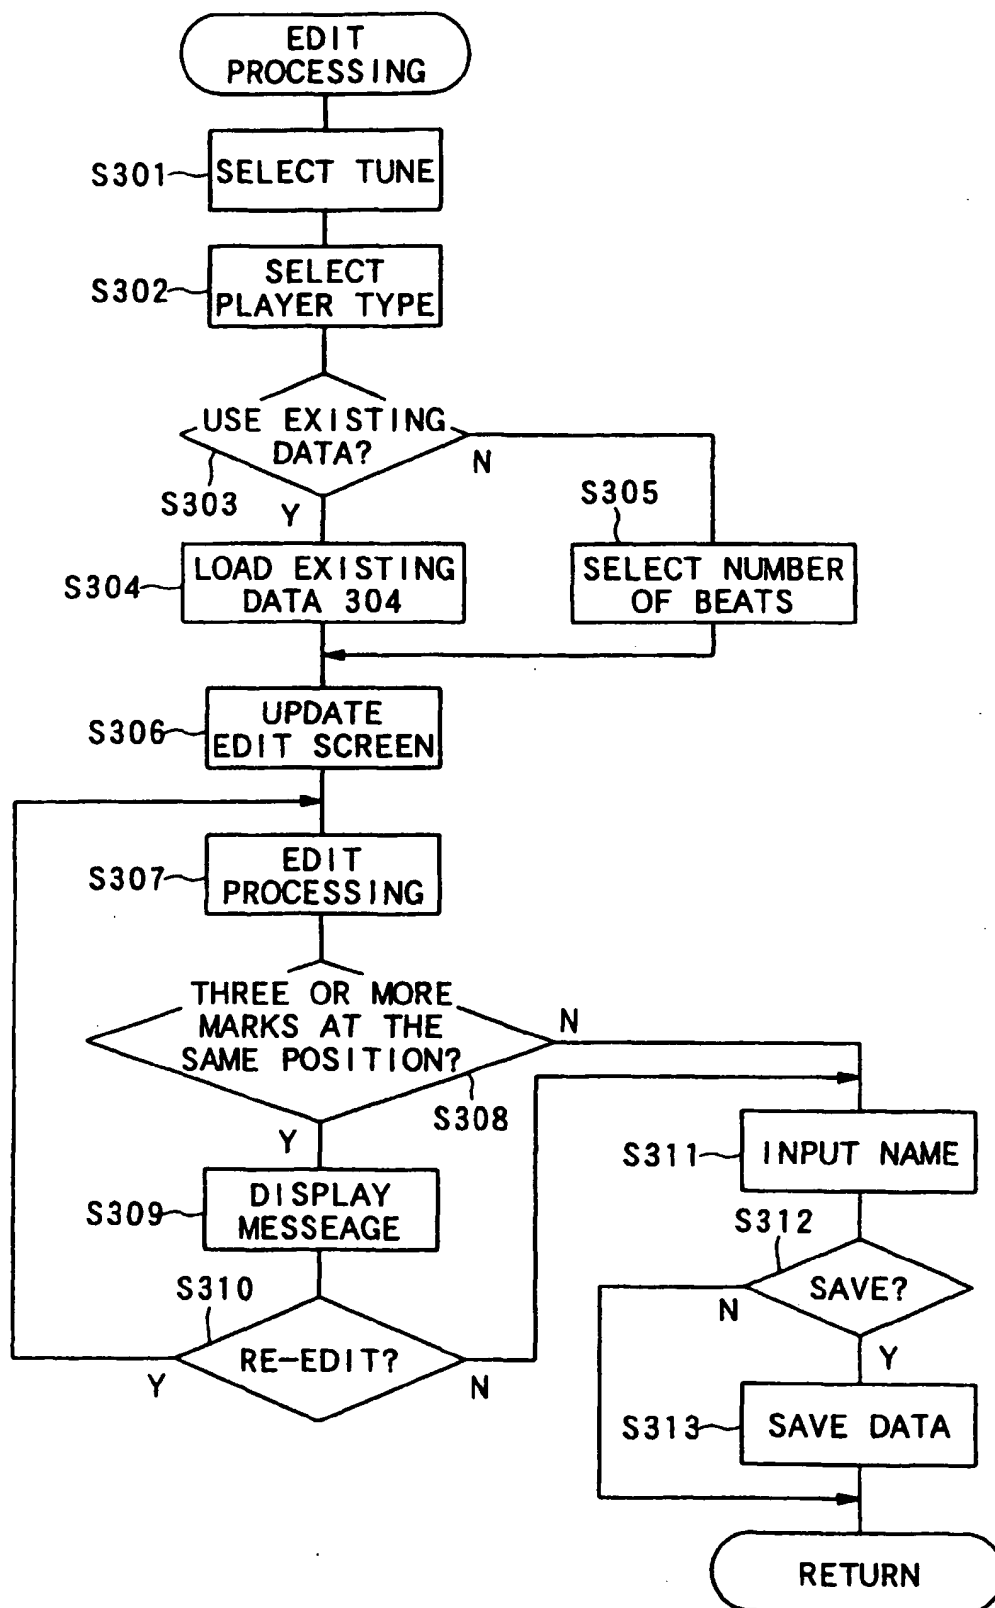 EDIT
PROCESSING
S301
SELECT TUNE
S302
SELECT
PLAYER TYPE
USE EXISTING
DATA?
S303
N
Y
S304
LOAD EXISTING
DATA 304
S305
SELECT NUMBER
OF BEATS
S306
UPDATE
EDIT SCREEN
S307
EDIT
PROCESSING
THREE OR MORE
MARKS AT THE
SAME POSITION?
N
S308
Y
S309
DISPLAY
MESSEAGE
S310
RE-EDIT?
Y
N
S311
INPUT NAME
S312
SAVE?
N
Y
S313
SAVE DATA
RETURN